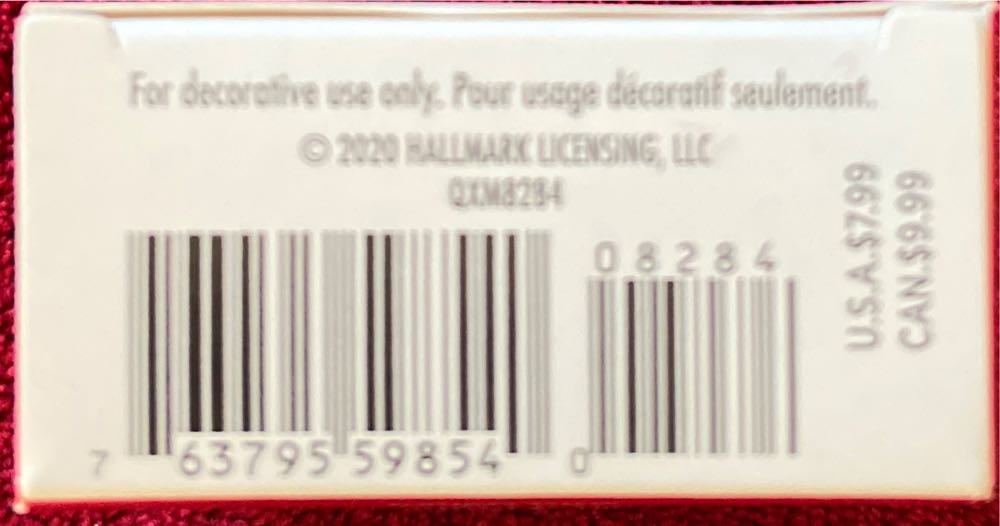 For decorative use only. Pour usage décoratif seulement.
© 2020 HALLMARK LICENSING, LLC
QXM8284
08284
7 63795 59854 0
U.S.A.$7.99
CAN.$9.99